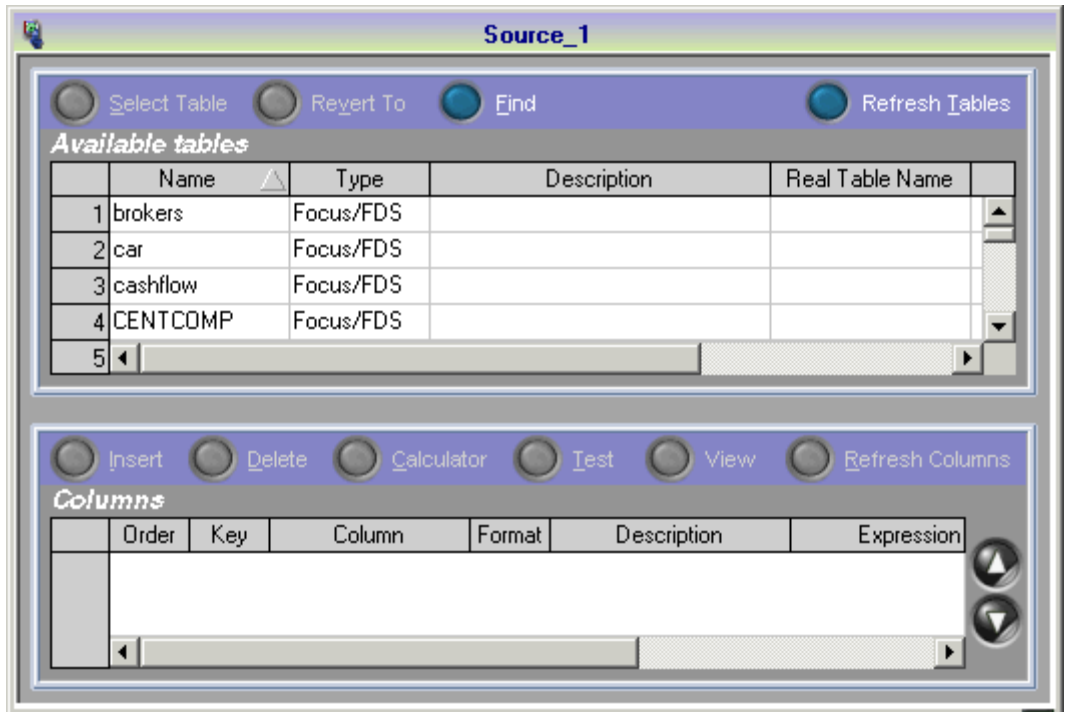 Source_1
Select Table Revert To Find Refresh Tables
Available tables
Name Type Description Real Table Name
1 brokers Focus/FDS
2 car Focus/FDS
3 cashflow Focus/FDS
4 CENTCOMP Focus/FDS
5
Insert Delete Calculator Test View Refresh Columns
Columns
Order Key Column Format Description Expression